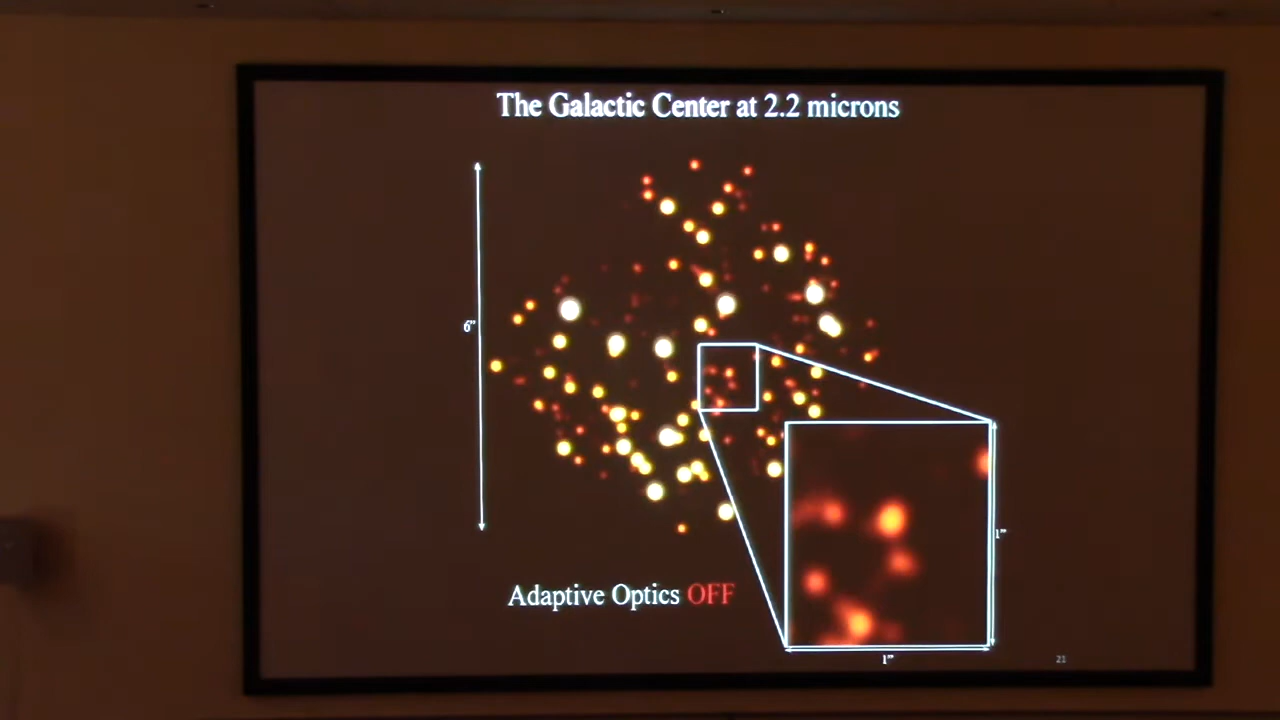 The Galactic Center at 2.2 microns
6”
1”
Adaptive Optics OFF
1”
21